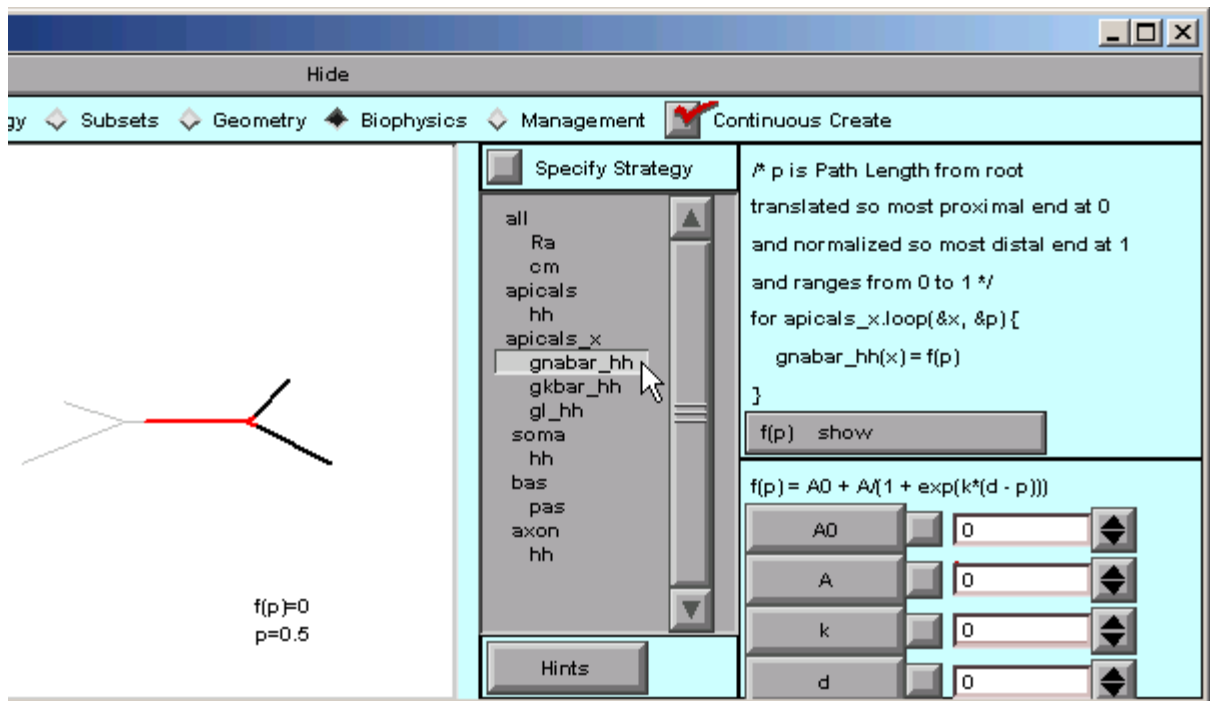 Hide
gy Subsets Geometry Biophysics Management Continuous Create
Specify Strategy
all
Ra
cm
apicals
hh
apicals_x
gnabar_hh
gkbar_hh
gl_hh
soma
hh
bas
pas
axon
hh
Hints
/* p is Path Length from root
translated so most proximal end at 0
and normalized so most distal end at 1
and ranges from 0 to 1 */
for apicals_x.loop(&x, &p) {
gnabar_hh(x) = f(p)
}
f(p) show
f(p) = A0 + A/(1 + exp(k*(d - p)))
A0 0
A 0
k 0
d 0
f(p)=0
p=0.5